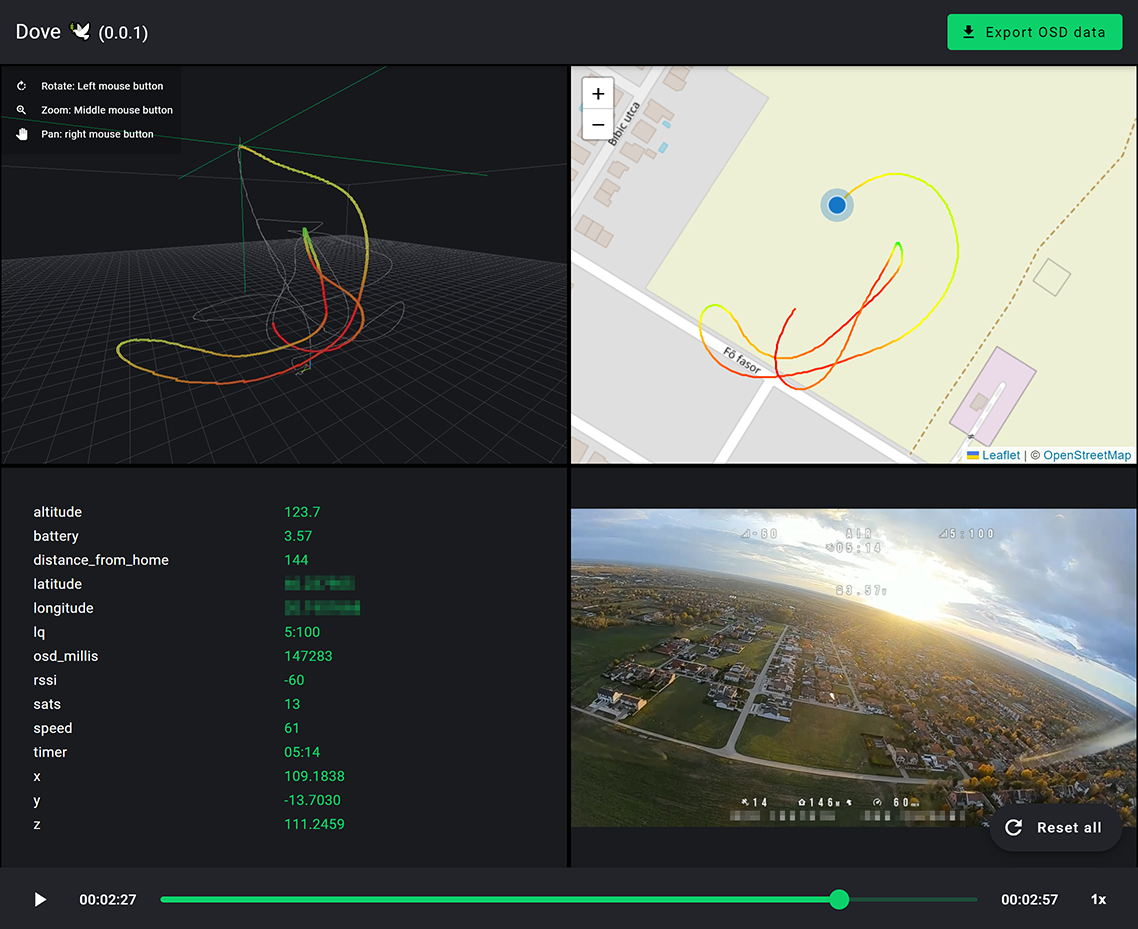 Dove 🕊 (0.0.1)
Export OSD data
Rotate: Left mouse button
Zoom: Middle mouse button
Pan: right mouse button
+
−
Bíbic utca
Fő fasor
Leaflet | © OpenStreetMap
altitude 123.7
battery 3.57
distance_from_home 144
latitude
longitude
lq 5:100
osd_millis 147283
rssi -60
sats 13
speed 61
timer 05:14
x 109.1838
y -13.7030
z 111.2459
-60 AIR 5:100
05:14
3.57V
14 146M 60
Reset all
00:02:27 00:02:57 1x